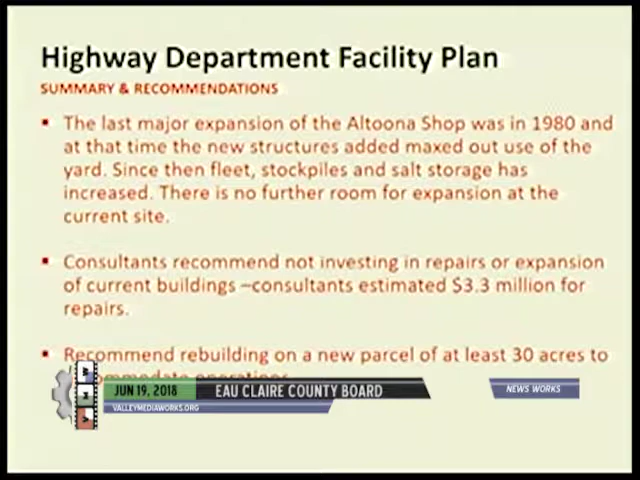 Highway Department Facility Plan
SUMMARY & RECOMMENDATIONS
▪ The last major expansion of the Altoona Shop was in 1980 and
at that time the new structures added maxed out use of the
yard. Since then fleet, stockpiles and salt storage has
increased. There is no further room for expansion at the
current site.
▪ Consultants recommend not investing in repairs or expansion
of current buildings –consultants estimated $3.3 million for
repairs.
▪ Recommend rebuilding on a new parcel of at least 30 acres to
JUN 19, 2018
EAU CLAIRE COUNTY BOARD
NEWS WORKS
VALLEYMEDIAWORKS.ORG